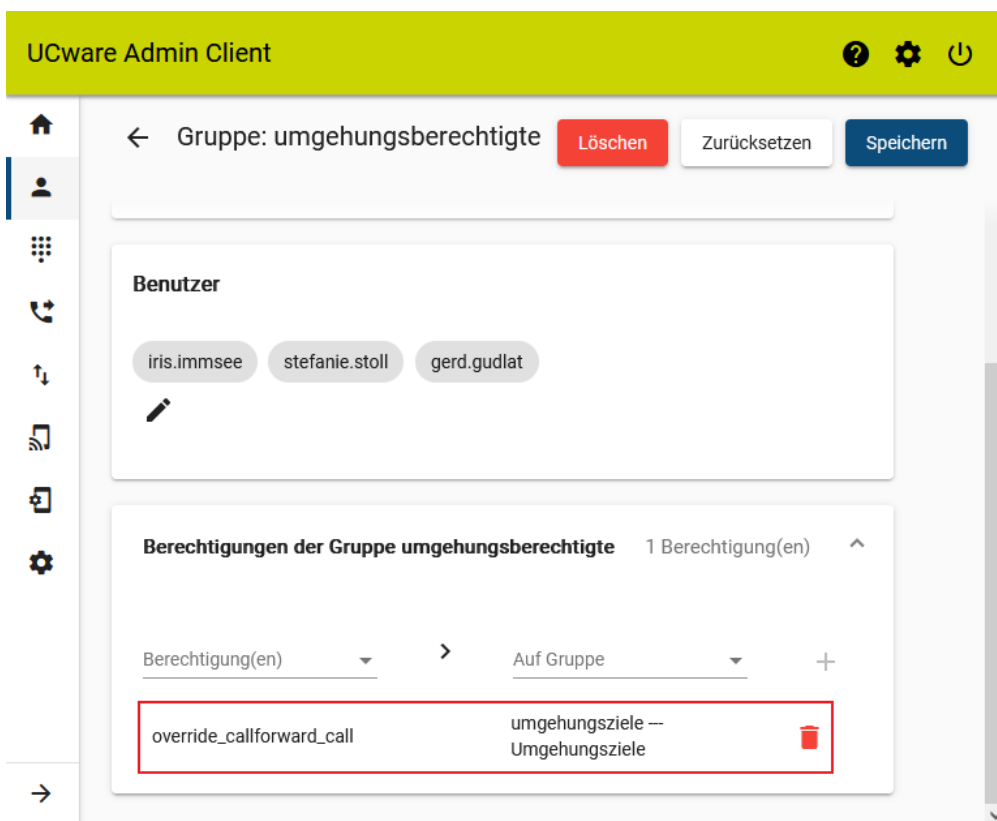 UCware Admin Client
Gruppe: umgehungsberechtigte
Löschen
Zurücksetzen
Speichern
Benutzer
iris.immsee
stefanie.stoll
gerd.gudlat
Berechtigungen der Gruppe umgehungsberechtigte
1 Berechtigung(en)
Berechtigung(en)
Auf Gruppe
override_callforward_call
umgehungsziele ---
Umgehungsziele